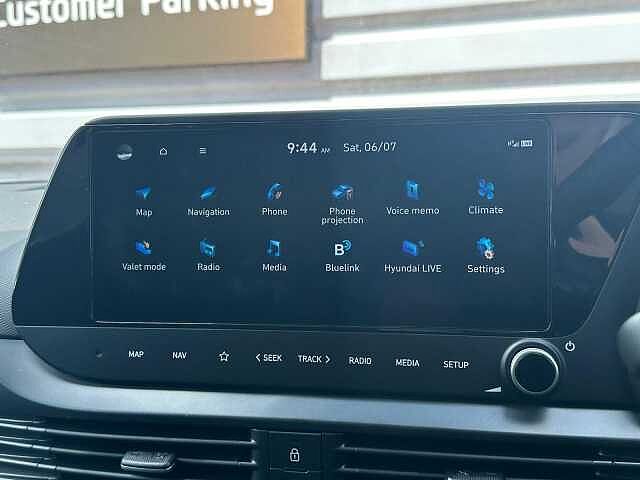 Customer Parking
9:44 AM Sat, 06/07
LIVE
Map Navigation Phone Phone projection Voice memo Climate
Valet mode Radio Media Bluelink Hyundai LIVE Settings
MAP NAV SEEK TRACK RADIO MEDIA SETUP